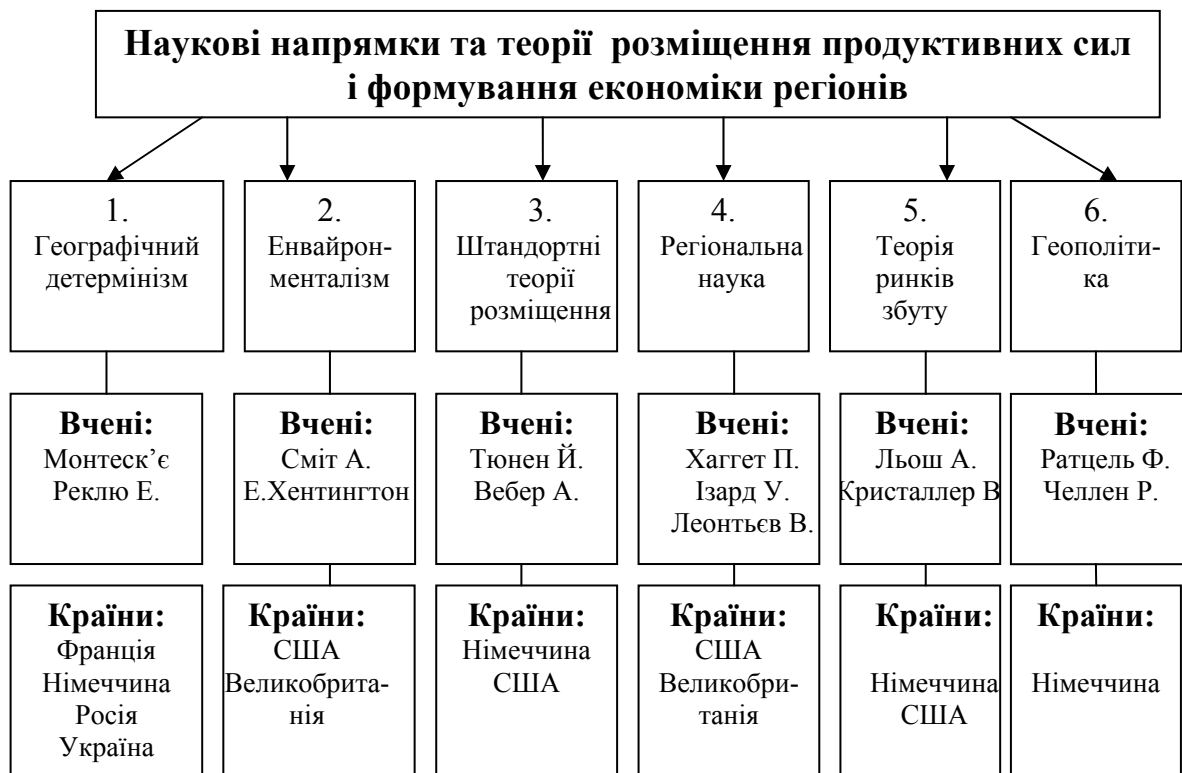 Наукові напрямки та теорії розміщення продуктивних сил
і формування економіки регіонів
1.
Географічний
детермінізм
2.
Енвайрон-
менталізм
3.
Штандортні
теорії
розміщення
4.
Регіональна
наука
5.
Теорія
ринків
збуту
6.
Геополіти-
ка
Вчені:
Монтеск’є
Реклю Е.
Вчені:
Сміт А.
Е.Хентингтон
Вчені:
Тюнен Й.
Вебер А.
Вчені:
Хаггет П.
Ізард У.
Леонтьєв В.
Вчені:
Льош А.
Кристаллер В
Вчені:
Ратцель Ф.
Челлен Р.
Країни:
Франція
Німеччина
Росія
Україна
Країни:
США
Великобрита-
нія
Країни:
Німеччина
США
Країни:
США
Великобри-
танія
Країни:
Німеччина
США
Країни:
Німеччина